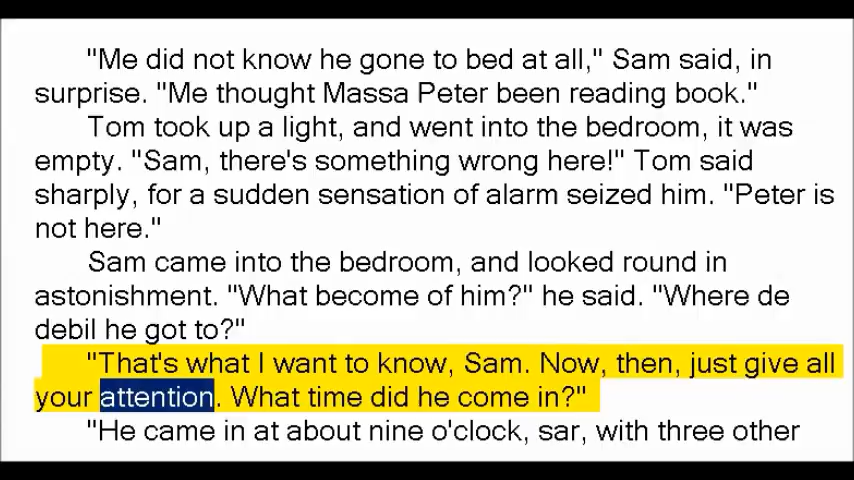 "Me did not know he gone to bed at all," Sam said, in
surprise. "Me thought Massa Peter been reading book."
Tom took up a light, and went into the bedroom, it was
empty. "Sam, there's something wrong here!" Tom said
sharply, for a sudden sensation of alarm seized him. "Peter is
not here."
Sam came into the bedroom, and looked round in
astonishment. "What become of him?" he said. "Where de
debil he got to?"
"That's what I want to know, Sam. Now, then, just give all
your attention. What time did he come in?"
"He came in at about nine o'clock, sar, with three other